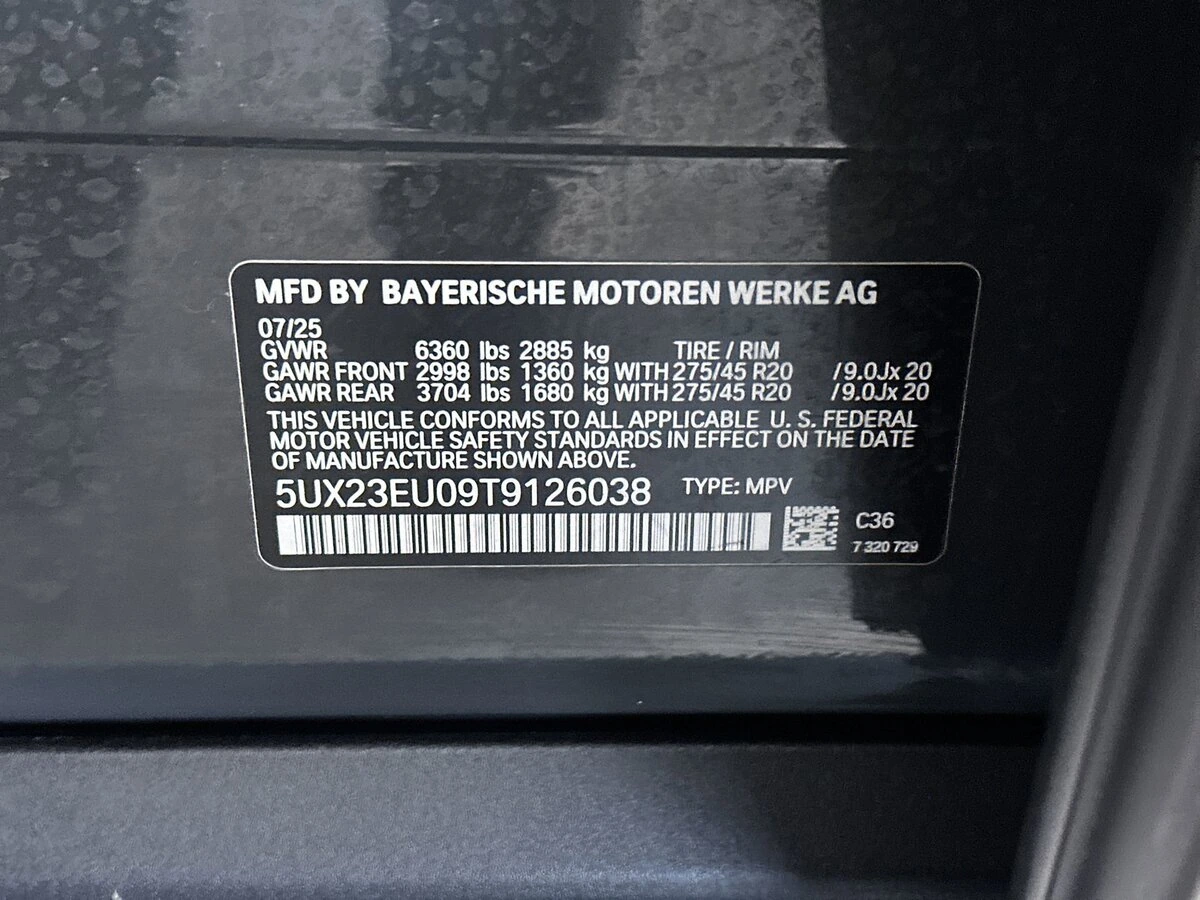 MFD BY BAYERISCHE MOTOREN WERKE AG
07/25
GVWR 6360 lbs 2885 kg TIRE / RIM
GAWR FRONT 2998 lbs 1360 kg WITH 275/45 R20 /9.0Jx 20
GAWR REAR 3704 lbs 1680 kg WITH 275/45 R20 /9.0Jx 20
THIS VEHICLE CONFORMS TO ALL APPLICABLE U. S. FEDERAL
MOTOR VEHICLE SAFETY STANDARDS IN EFFECT ON THE DATE
OF MANUFACTURE SHOWN ABOVE.
5UX23EU09T9126038 TYPE: MPV
C36
7 320 729